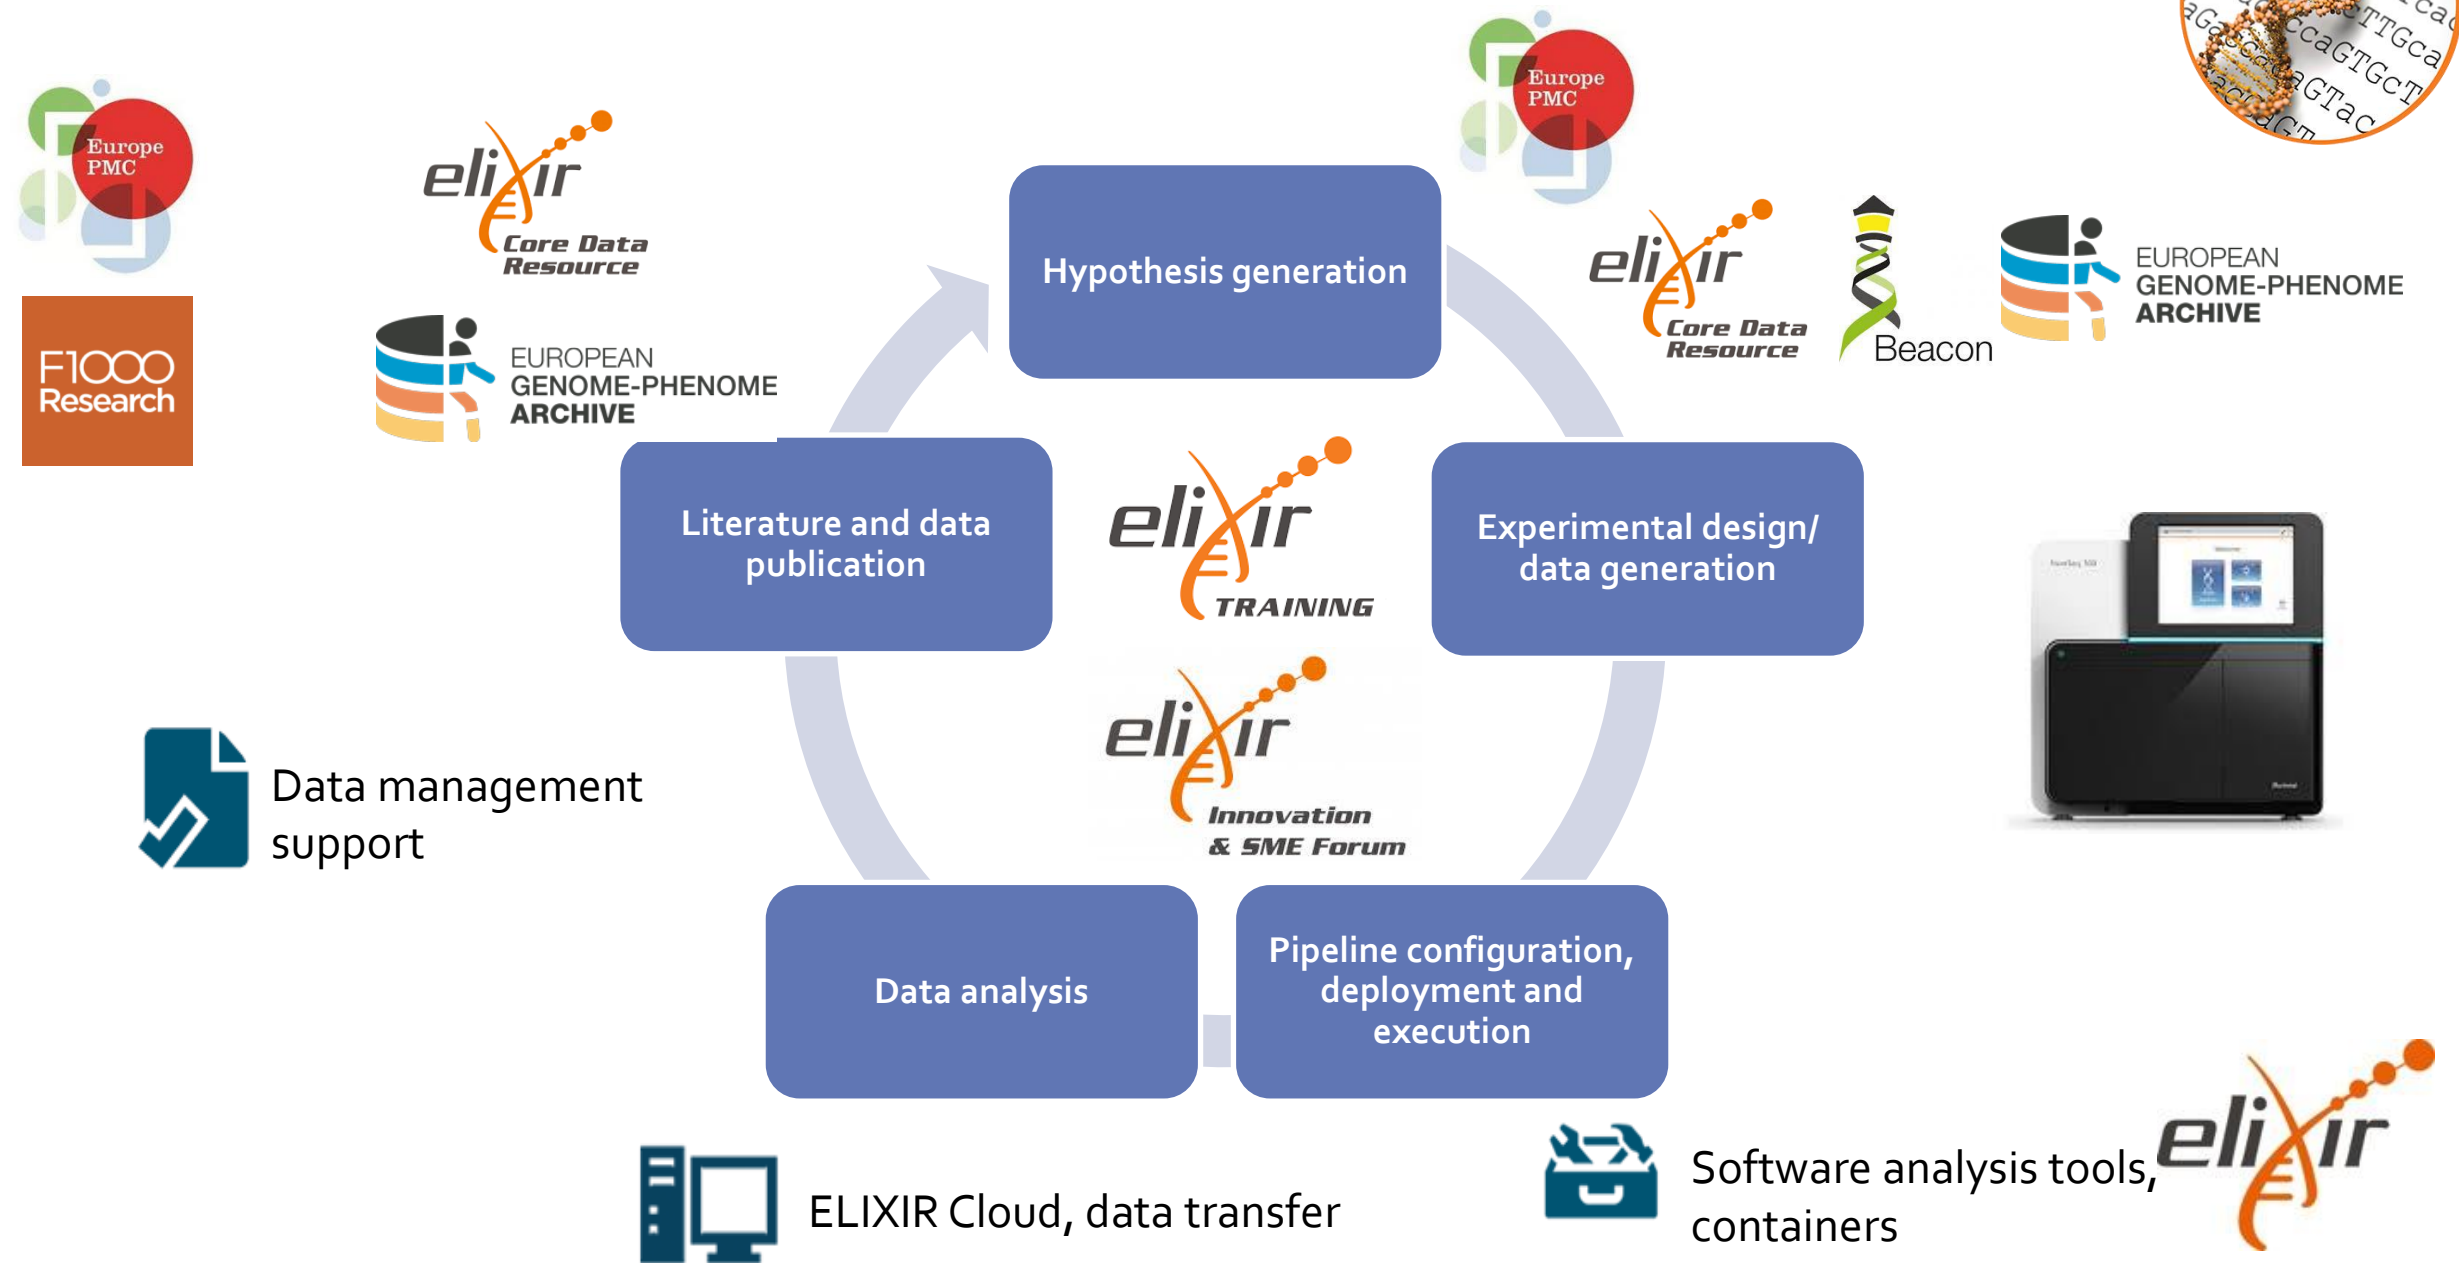 Europe
PMC
elixir
Core Data
Resource
F1000
Research
EUROPEAN
GENOME-PHENOME
ARCHIVE
Europe
PMC
elixir
Core Data
Resource
Beacon
EUROPEAN
GENOME-PHENOME
ARCHIVE
CcaGTGcT
aGTac
Hypothesis generation
Literature and data
publication
elixir
TRAINING
Experimental design/
data generation
elixir
Innovation
& SME Forum
Data management
support
Data analysis
Pipeline configuration,
deployment and
execution
ELIXIR Cloud, data transfer
Software analysis tools,
containers
elixir